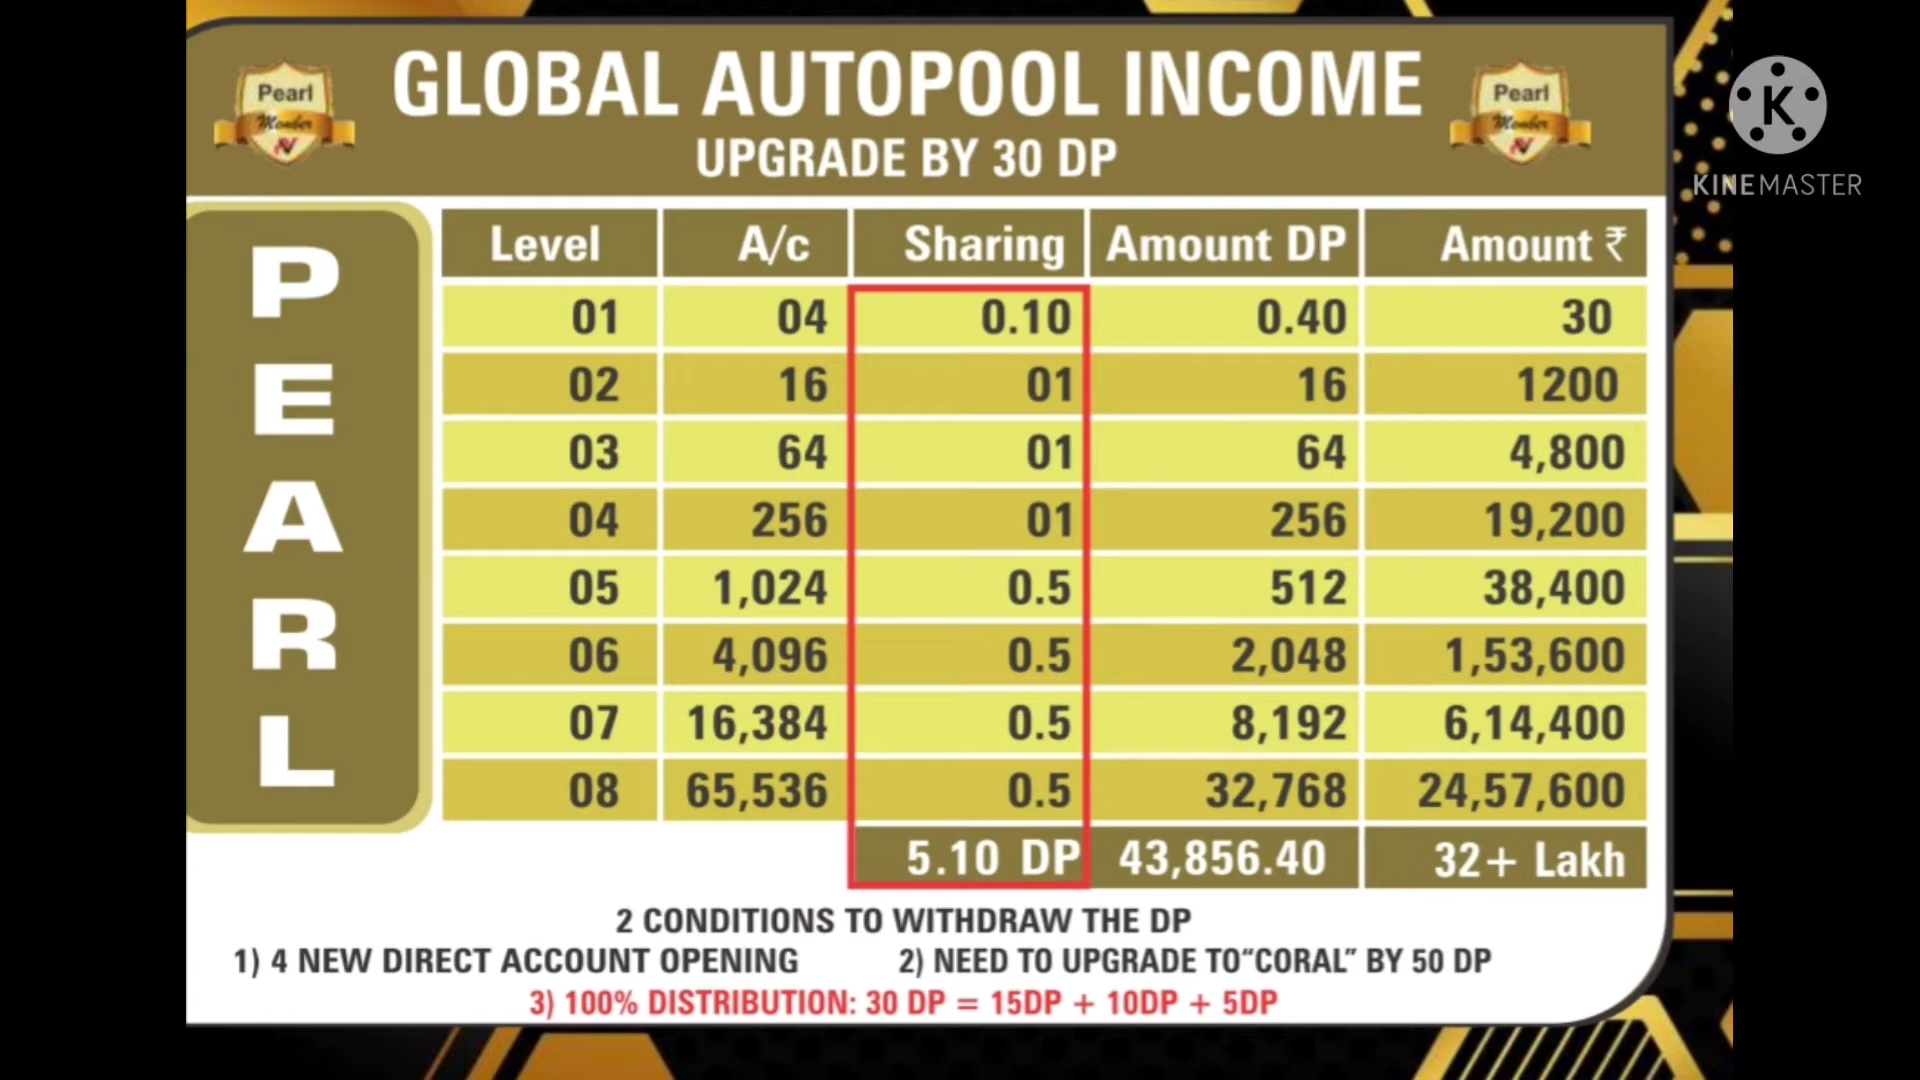 GLOBAL AUTOPOOL INCOME
UPGRADE BY 30 DP
Pearl
Member
Pearl
Member
KINEMASTER
PEARL
Level A/c Sharing Amount DP Amount ₹
01 04 0.10 0.40 30
02 16 01 16 1200
03 64 01 64 4,800
04 256 01 256 19,200
05 1,024 0.5 512 38,400
06 4,096 0.5 2,048 1,53,600
07 16,384 0.5 8,192 6,14,400
08 65,536 0.5 32,768 24,57,600
5.10 DP 43,856.40 32+ Lakh
2 CONDITIONS TO WITHDRAW THE DP
1) 4 NEW DIRECT ACCOUNT OPENING 2) NEED TO UPGRADE TO“CORAL” BY 50 DP
3) 100% DISTRIBUTION: 30 DP = 15DP + 10DP + 5DP